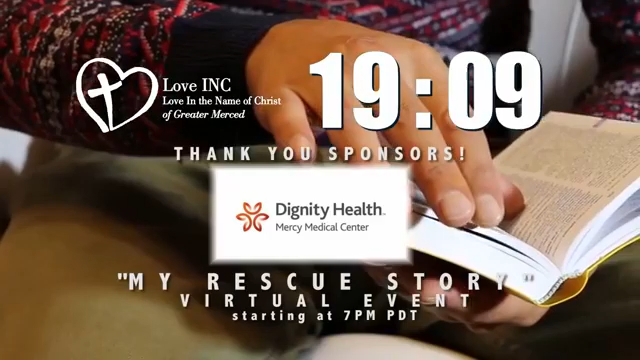 Love INC
Love In the Name of Christ
of Greater Merced
19:09
THANK YOU SPONSORS!
Dignity Health™
Mercy Medical Center
"MY RESCUE STORY"
VIRTUAL EVENT
starting at 7PM PDT